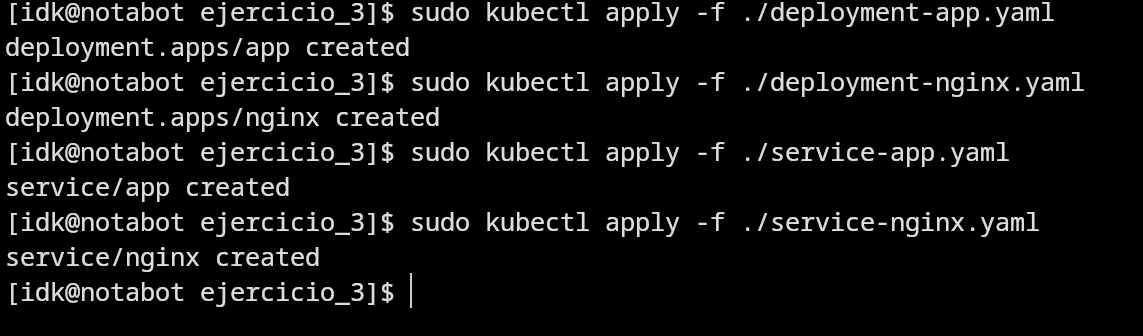 [idk@notabot ejercicio_3]$ sudo kubectl apply -f ./deployment-app.yaml
deployment.apps/app created
[idk@notabot ejercicio_3]$ sudo kubectl apply -f ./deployment-nginx.yaml
deployment.apps/nginx created
[idk@notabot ejercicio_3]$ sudo kubectl apply -f ./service-app.yaml
service/app created
[idk@notabot ejercicio_3]$ sudo kubectl apply -f ./service-nginx.yaml
service/nginx created
[idk@notabot ejercicio_3]$